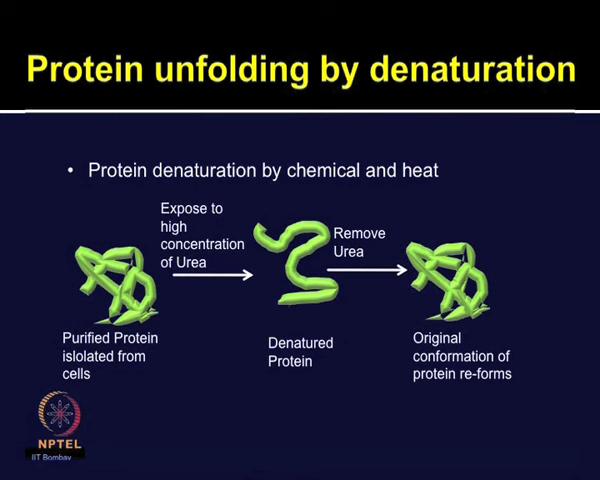 Protein unfolding by denaturation
• Protein denaturation by chemical and heat
Expose to
high
concentration
of Urea
Remove
Urea
Purified Protein
islolated from
cells
Denatured
Protein
Original
conformation of
protein re-forms
NPTEL
IIT Bombay